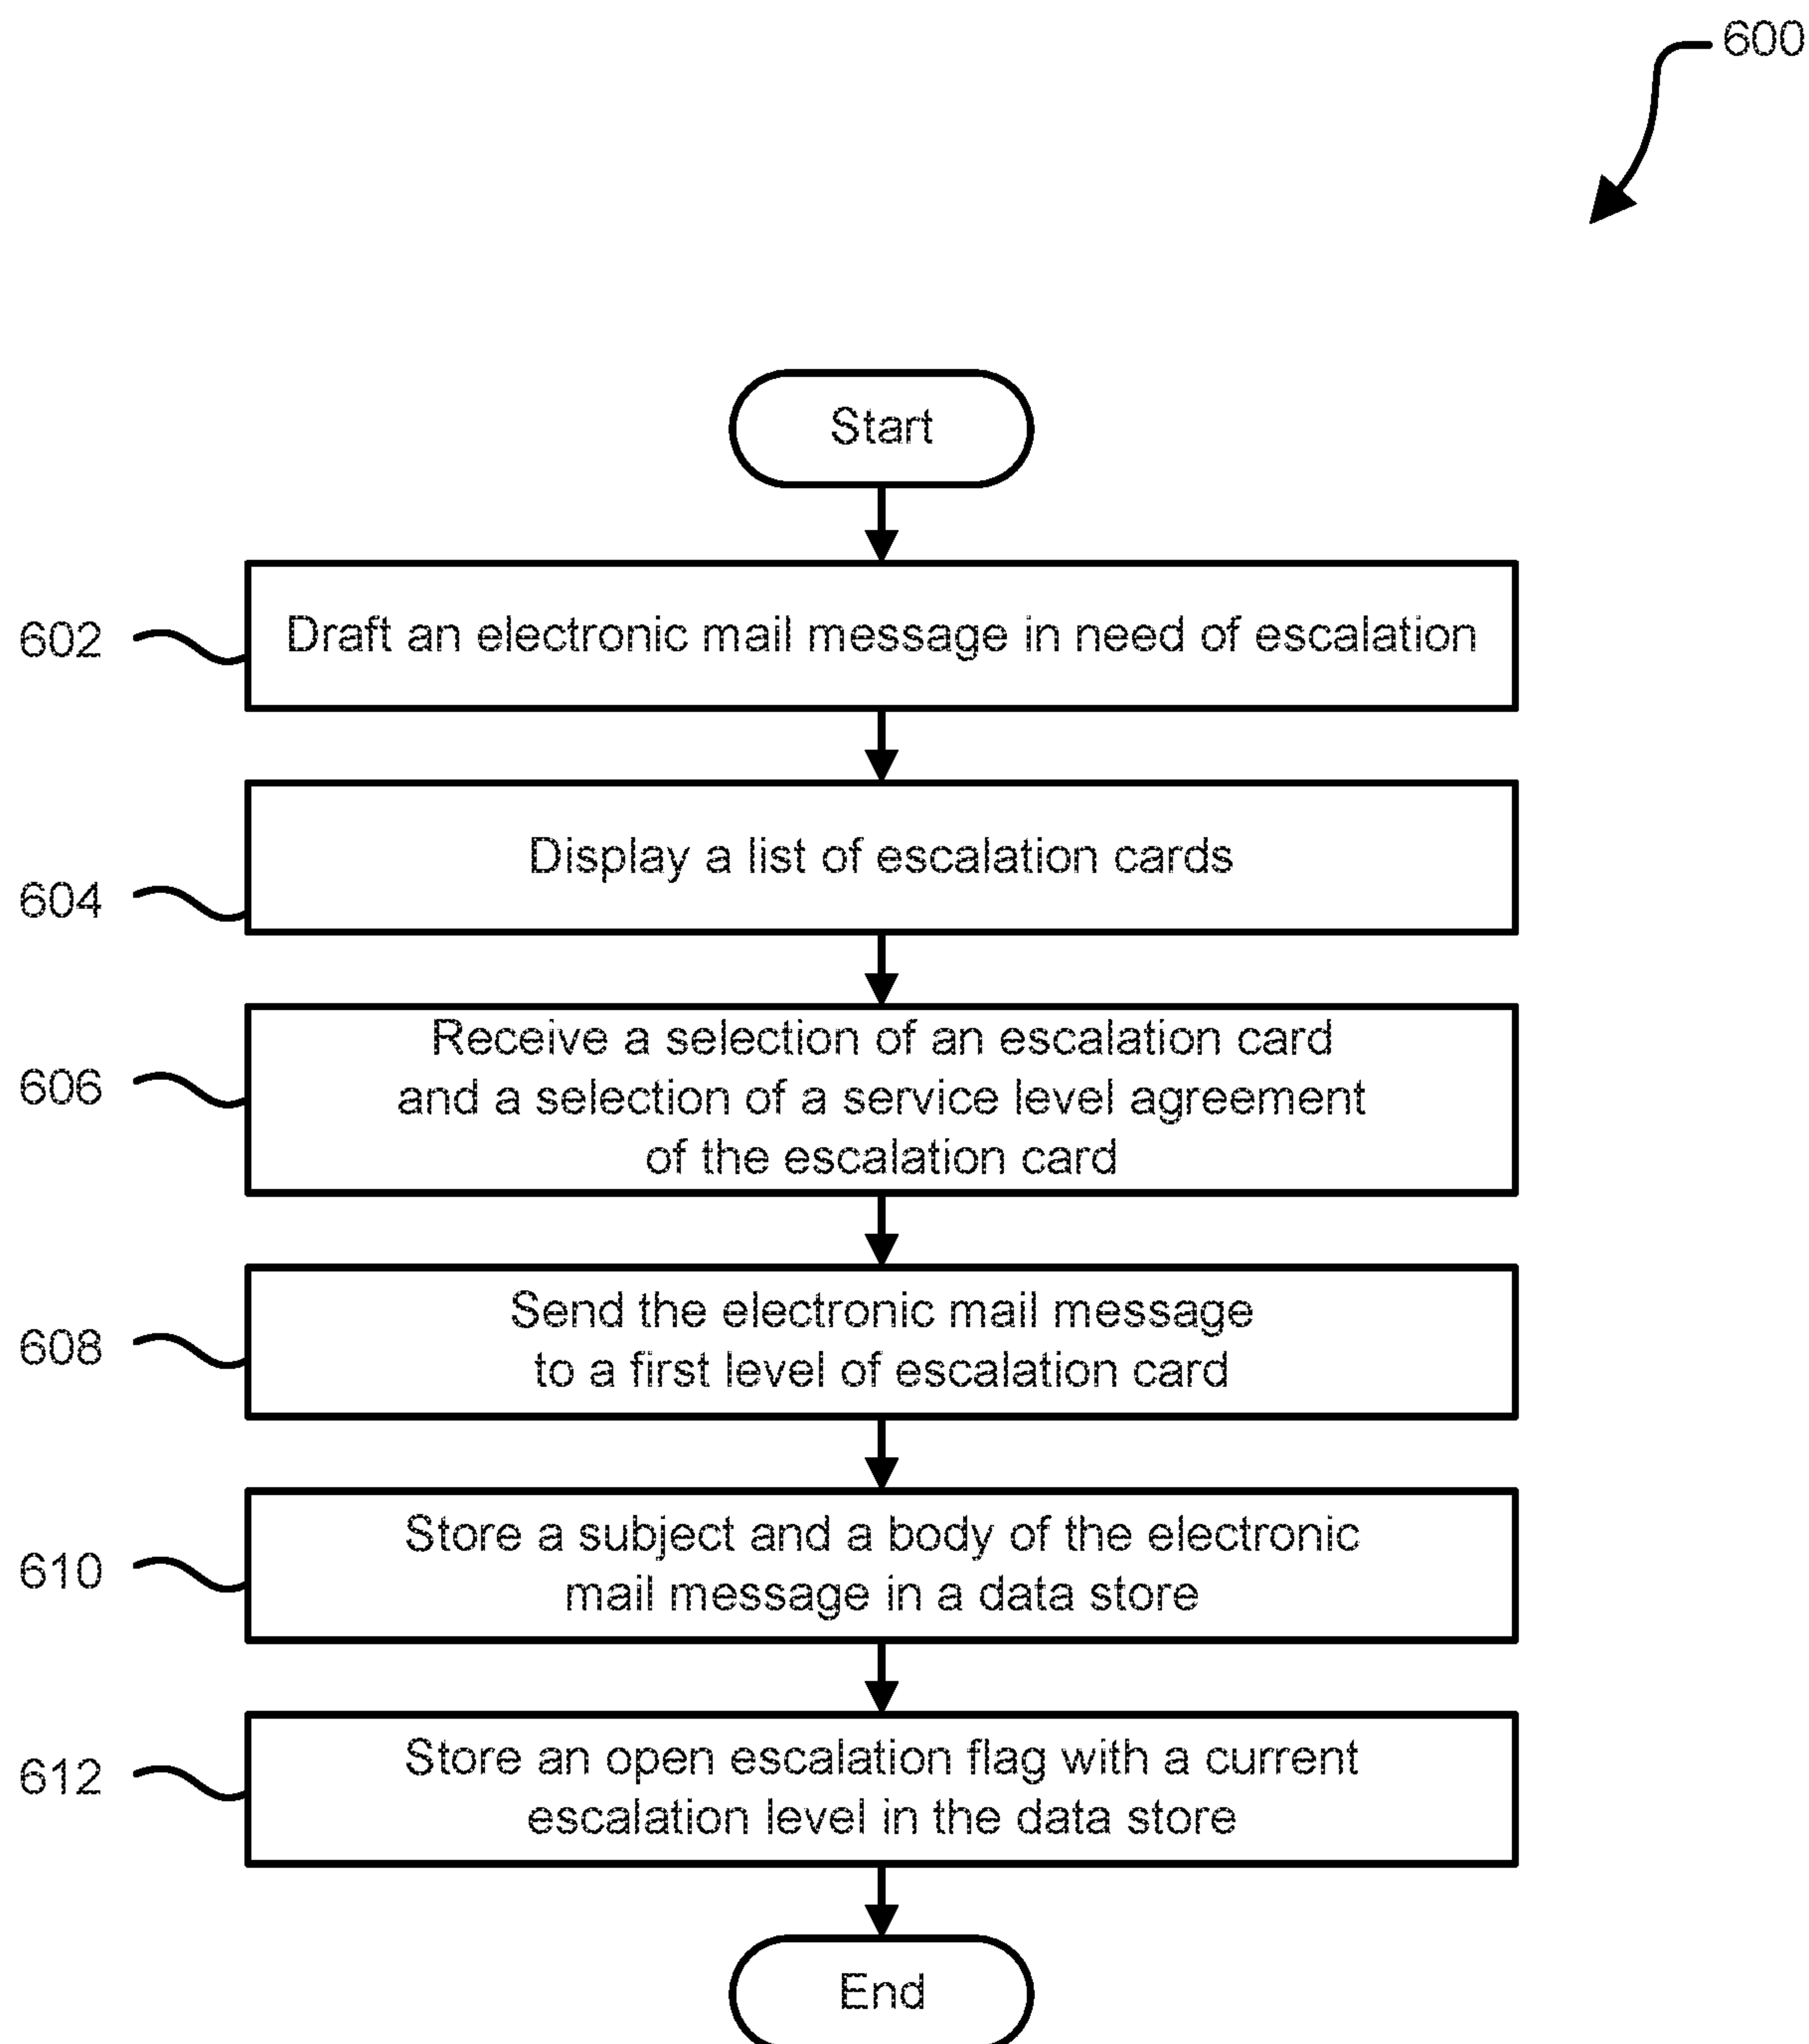 600
Start
602
Draft an electronic mail message in need of escalation
604
Display a list of escalation cards
606
Receive a selection of an escalation card
and a selection of a service level agreement
of the escalation card
608
Send the electronic mail message
to a first level of escalation card
610
Store a subject and a body of the electronic
mail message in a data store
612
Store an open escalation flag with a current
escalation level in the data store
End